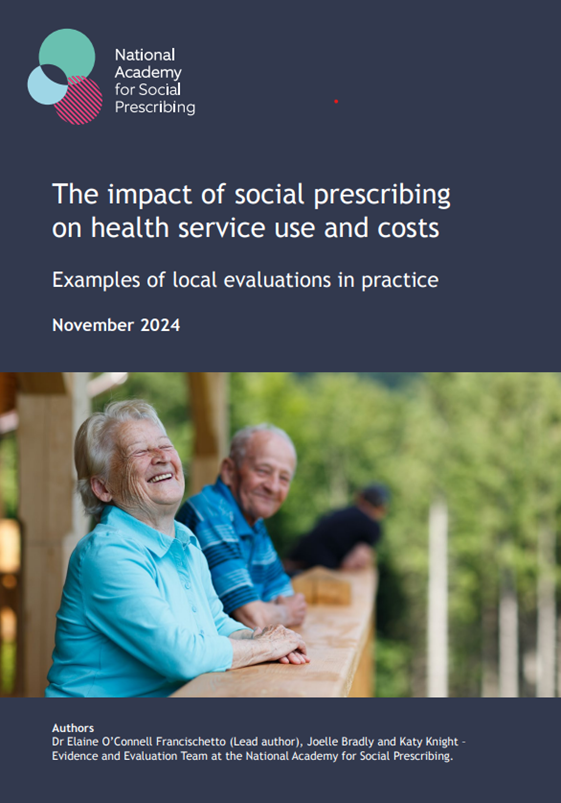 National
Academy
for Social
Prescribing
The impact of social prescribing
on health service use and costs
Examples of local evaluations in practice
November 2024
Authors
Dr Elaine O’Connell Francischetto (Lead author), Joelle Bradly and Katy Knight –
Evidence and Evaluation Team at the National Academy for Social Prescribing.